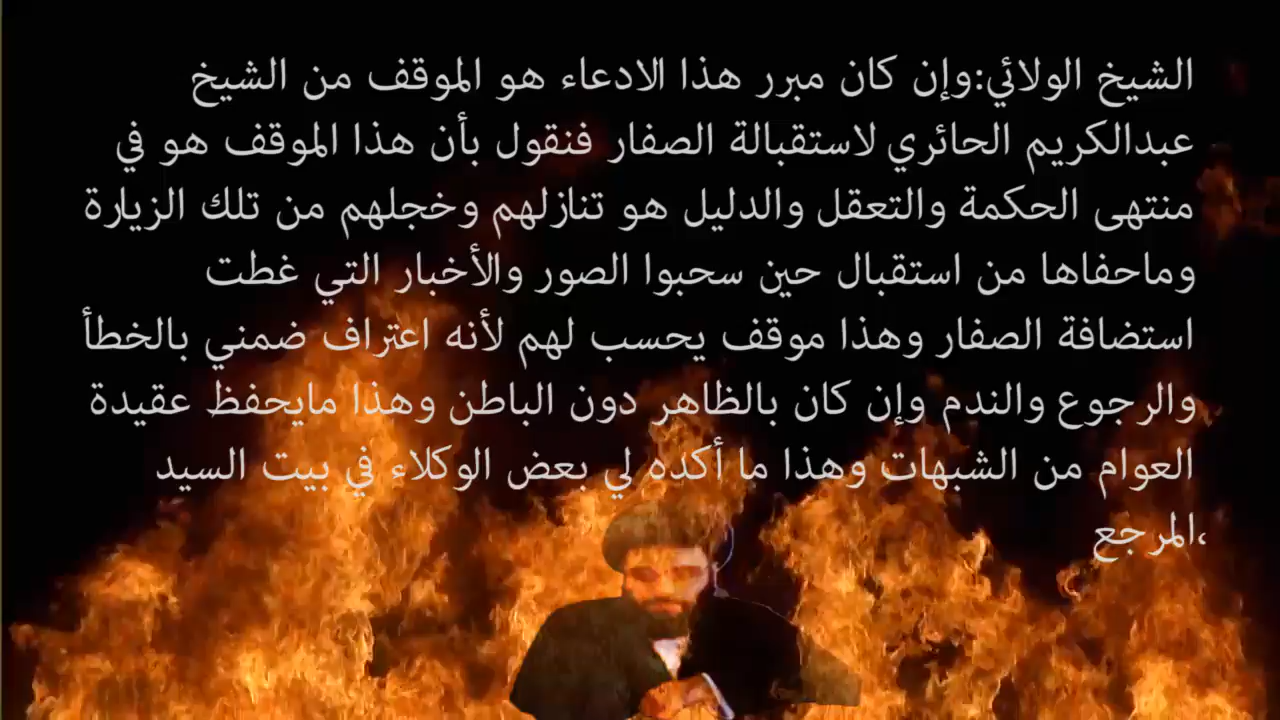 الشيخ الولائي:وإن كان مبرر هذا الادعاء هو الموقف من الشيخ
عبدالكريم الحائري لاستقبالة الصفار فنقول بأن هذا الموقف هو في
منتهى الحكمة والتعقل والدليل هو تنازلهم وخجلهم من تلك الزيارة
وماحفاها من استقبال حين سحبوا الصور والأخبار التي غطت
استضافة الصفار وهذا موقف يحسب لهم لأنه اعتراف ضمني بالخطأ
والرجوع والندم وإن كان بالظاهر دون الباطن وهذا مايحفظ عقيدة
العوام من الشبهات وهذا ما أكده لي بعض الوكلاء في بيت السيد
المرجع،